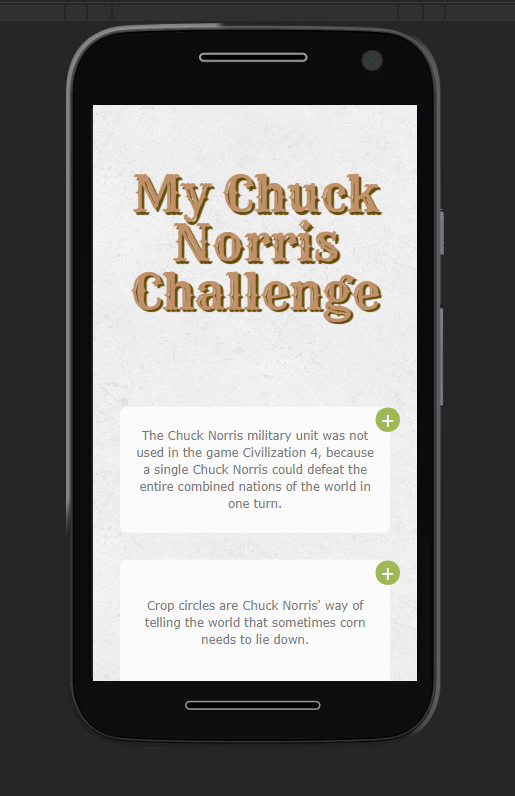 My Chuck
Norris
Challenge
+
The Chuck Norris military unit was not
used in the game Civilization 4, because
a single Chuck Norris could defeat the
entire combined nations of the world in
one turn.
+
Crop circles are Chuck Norris' way of
telling the world that sometimes corn
needs to lie down.